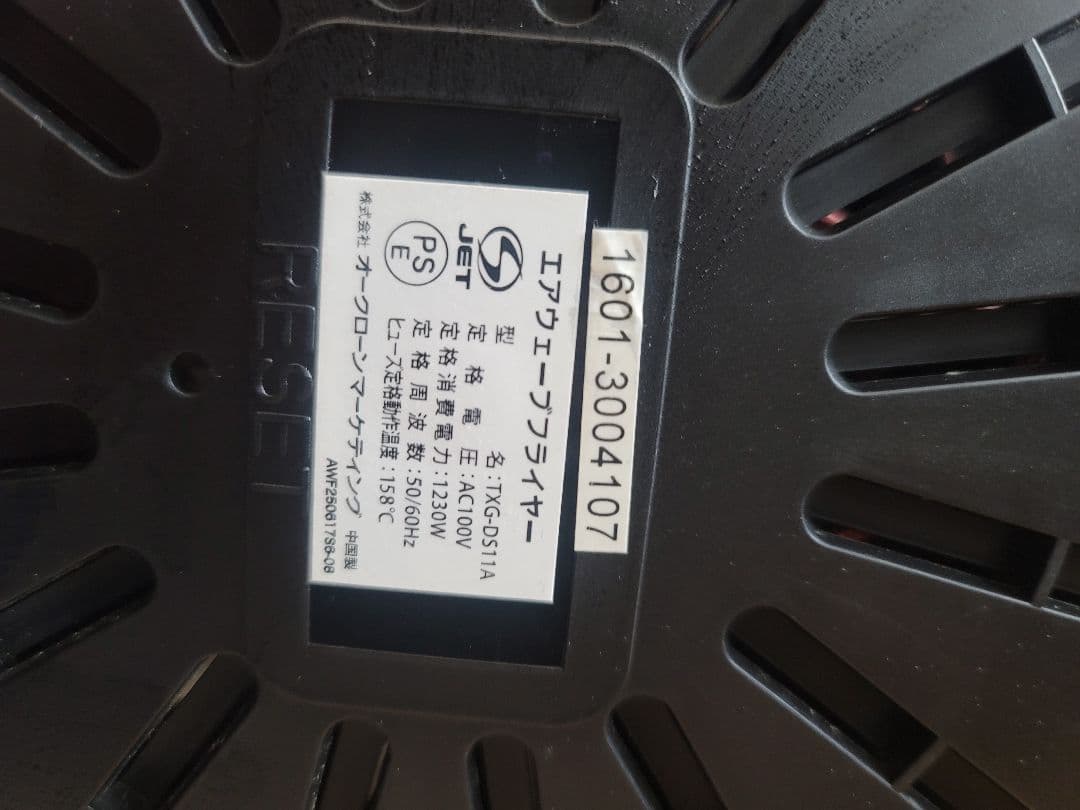 1601-3004107
エアウェーブフライヤー
JET
PS
E
型名:TXG-DS11A
定格電圧:AC100V
定格消費電力:1230W
定格周波数:50/60Hz
ヒューズ定格動作温度:158℃
株式会社 オークローンマーケティング 中国製
AWF25061786-08
RESET